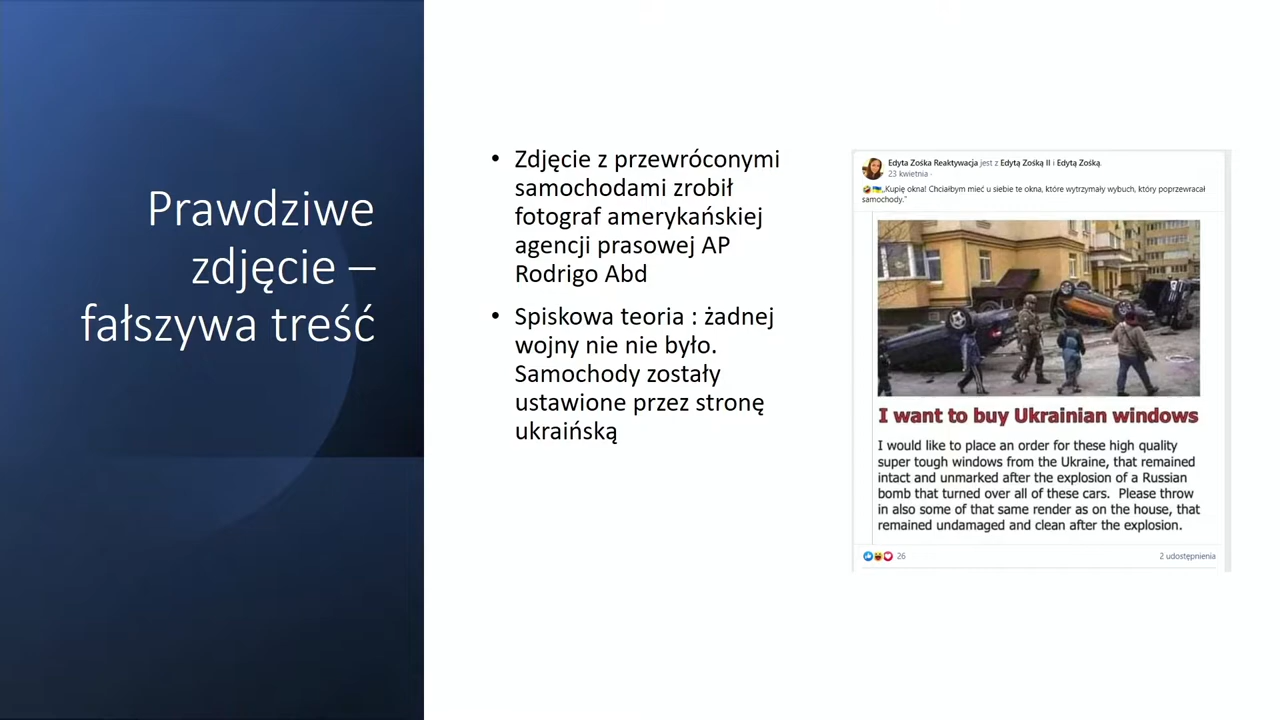 Prawdziwe
zdjęcie –
fałszywa treść
• Zdjęcie z przewróconymi
samochodami zrobił
fotograf amerykańskiej
agencji prasowej AP
Rodrigo Abd
• Spiskowa teoria : żadnej
wojny nie nie było.
Samochody zostały
ustawione przez stronę
ukraińską
Edyta Zośka Reaktywacja jest z Edytą Zośką II i Edytą Zośką.
23 kwietnia ·
„Kupię okna! Chciałbym mieć u siebie te okna, które wytrzymały wybuch, który poprzewracał
samochody."
I want to buy Ukrainian windows
I would like to place an order for these high quality
super tough windows from the Ukraine, that remained
intact and unmarked after the explosion of a Russian
bomb that turned over all of these cars. Please throw
in also some of that same render as on the house, that
remained undamaged and clean after the explosion.
26
2 udostępnienia